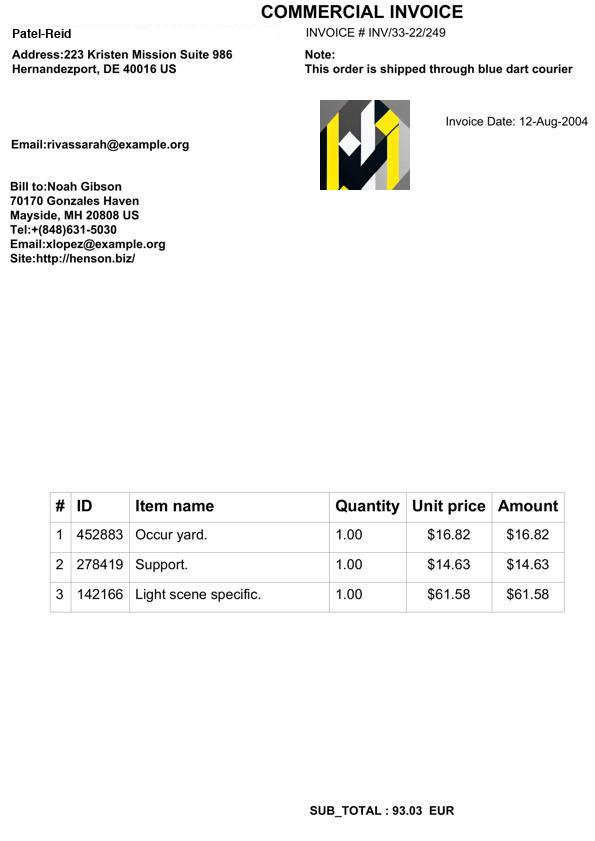 COMMERCIAL INVOICE
Patel-Reid
INVOICE # INV/33-22/249
Address:223 Kristen Mission Suite 986
Hernandezport, DE 40016 US
Note:
This order is shipped through blue dart courier
Invoice Date: 12-Aug-2004
Email:rivassarah@example.org
Bill to:Noah Gibson
70170 Gonzales Haven
Mayside, MH 20808 US
Tel:+(848)631-5030
Email:xlopez@example.org
Site:http://henson.biz/
# ID Item name Quantity Unit price Amount
1 452883 Occur yard. 1.00 $16.82 $16.82
2 278419 Support. 1.00 $14.63 $14.63
3 142166 Light scene specific. 1.00 $61.58 $61.58
SUB_TOTAL : 93.03 EUR